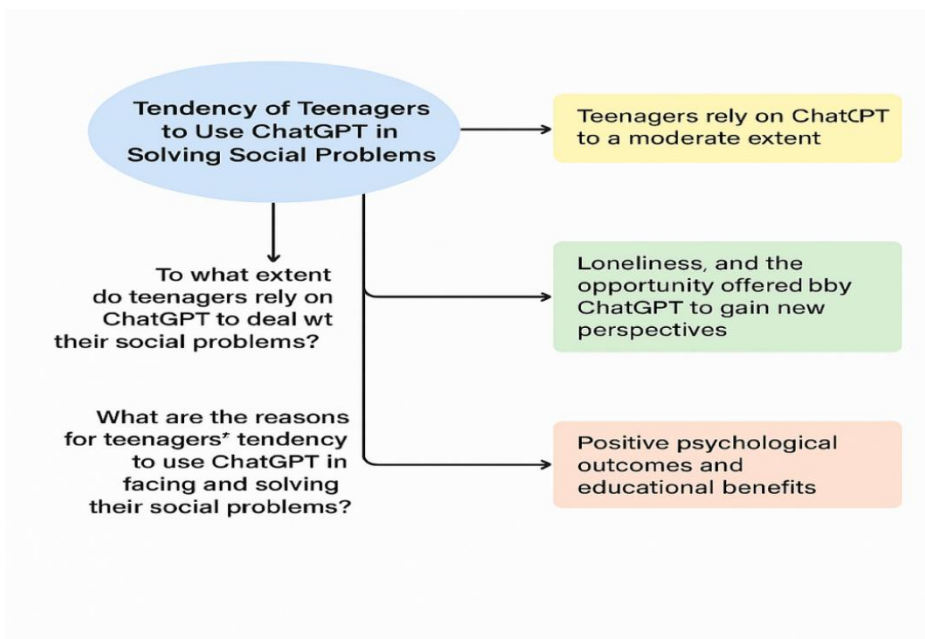 Tendency of Teenagers
to Use ChatGPT in
Solving Social Problems
Teenagers rely on ChatCPT
to a moderate extent
To what extent
do teenagers rely on
ChatGPT to deal wt
their social problems?
Loneliness, and the
opportunity offered bby
ChatGPT to gain new
perspectives
What are the reasons
for teenagers* tendency
to use ChatGPT in
facing and solving
their social problems?
Positive psychological
outcomes and
educational benefits